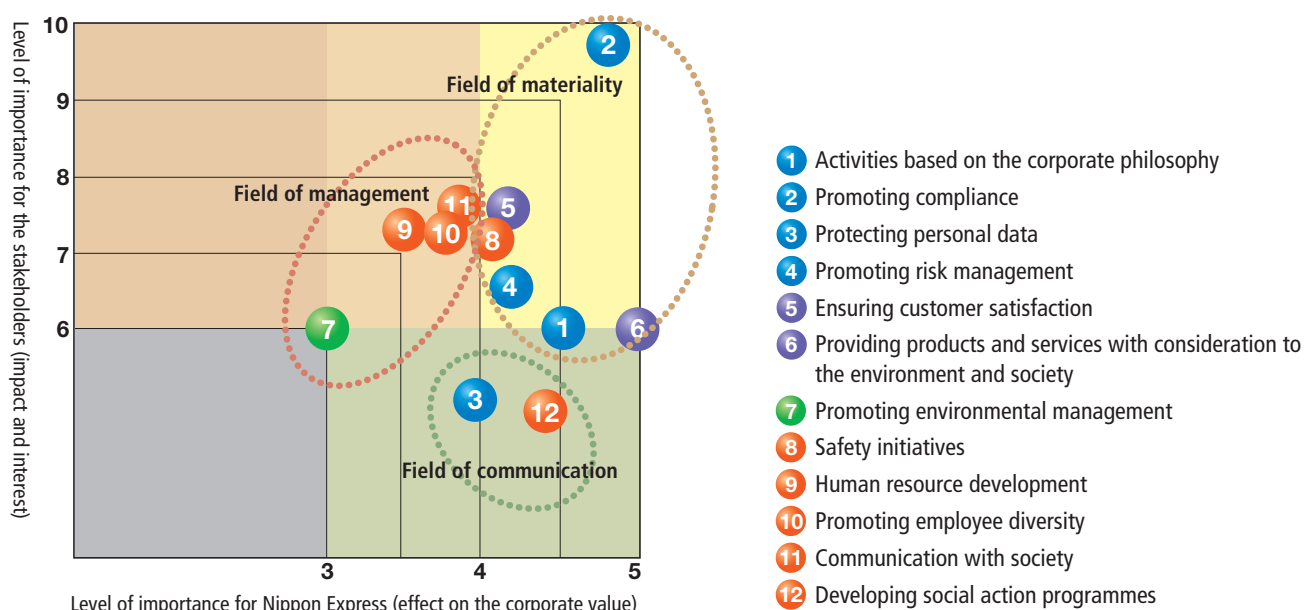 Level of importance for the stakeholders (impact and interest)
10
9
8
7
6
Field of materiality
Field of management
Field of communication
2
11
5
9
10
8
4
7
1
6
3
12
3
4
5
Level of importance for Nippon Express (effect on the corporate value)
1 Activities based on the corporate philosophy
2 Promoting compliance
3 Protecting personal data
4 Promoting risk management
5 Ensuring customer satisfaction
6 Providing products and services with consideration to
the environment and society
7 Promoting environmental management
8 Safety initiatives
9 Human resource development
10 Promoting employee diversity
11 Communication with society
12 Developing social action programmes